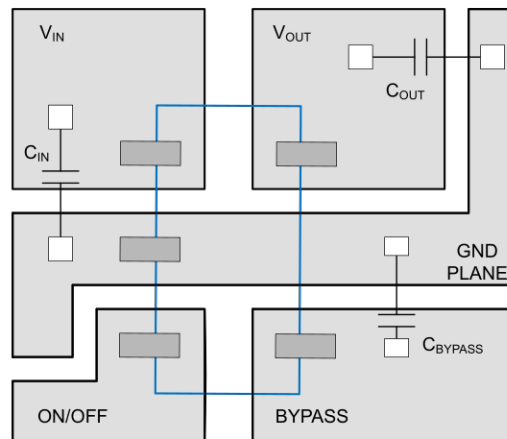 VIN
VOUT
COUT
CIN
GND
PLANE
CBYPASS
ON/OFF
BYPASS